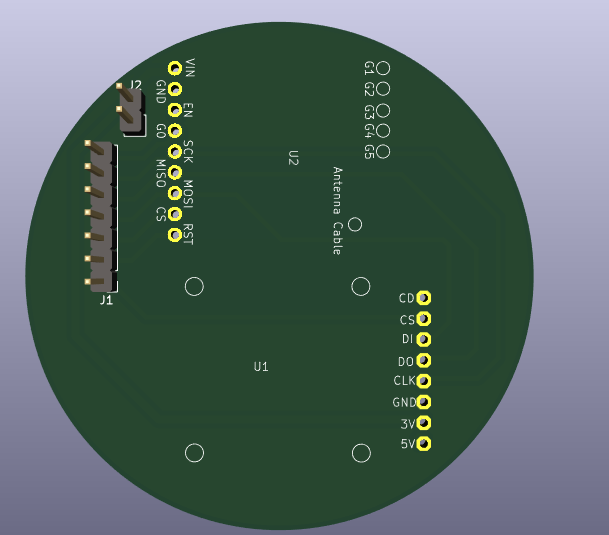 J2
VIN
GND
EN
G0
SCK
MISO
MOSI
CS
RST
G1
G2
G3
G4
G5
U2
Antenna Cable
J1
U1
CD
CS
DI
DO
CLK
GND
3V
5V